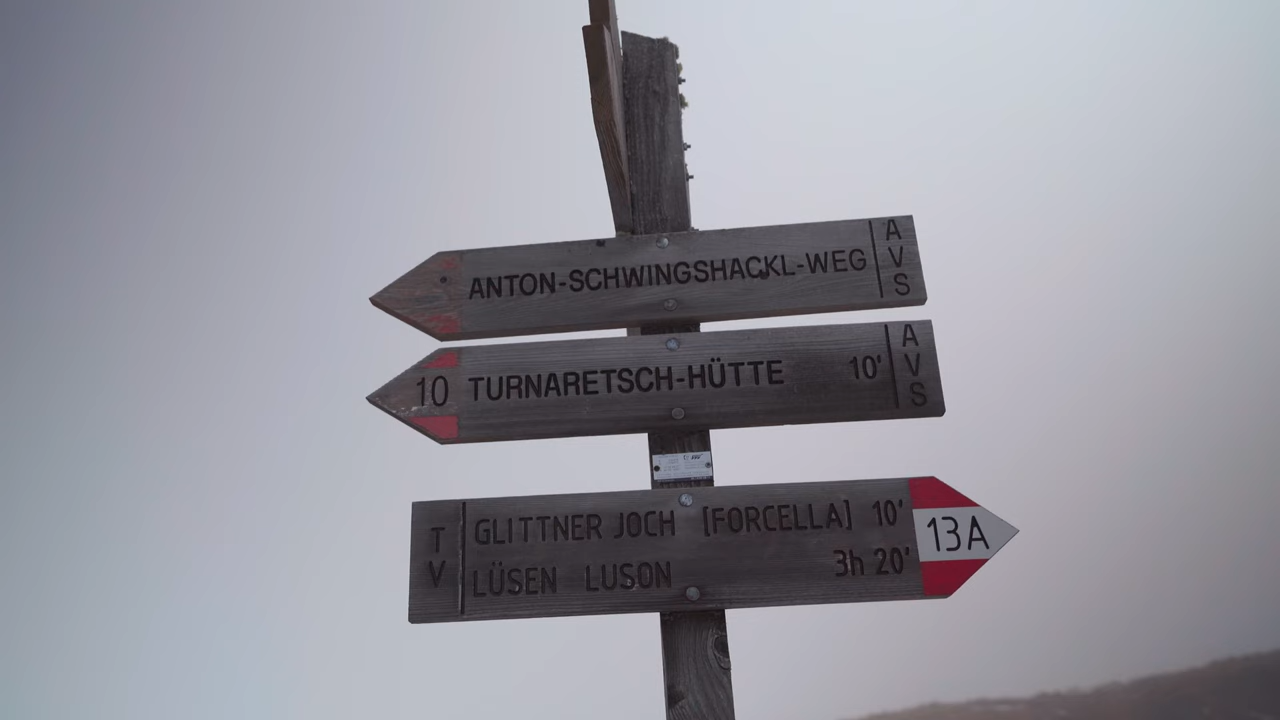 ANTON-SCHWINGSHACKL-WEG AVS
10 TURNARETSCH-HÜTTE 10' AVS
TV GLITTNER JOCH [FORCELLA] 10' 13A
LÜSEN LUSON 3h 20'